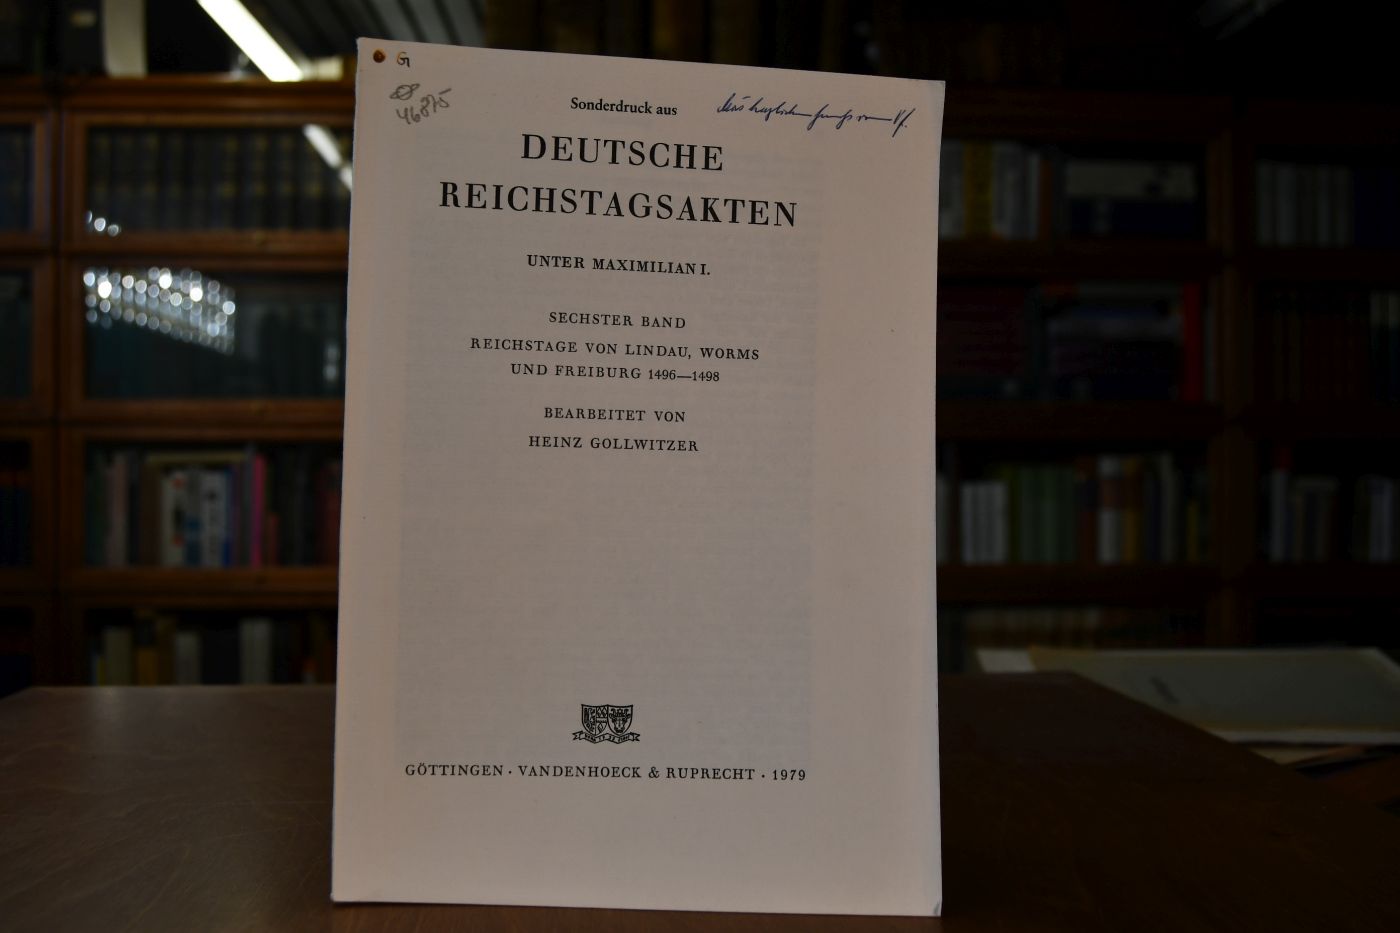 G
46875
Sonderdruck aus
DEUTSCHE
REICHSTAGSAKTEN
UNTER MAXIMILIAN I.
SECHSTER BAND
REICHSTAGE VON LINDAU, WORMS
UND FREIBURG 1496—1498
BEARBEITET VON
HEINZ GOLLWITZER
GÖTTINGEN · VANDENHOECK & RUPRECHT · 1979